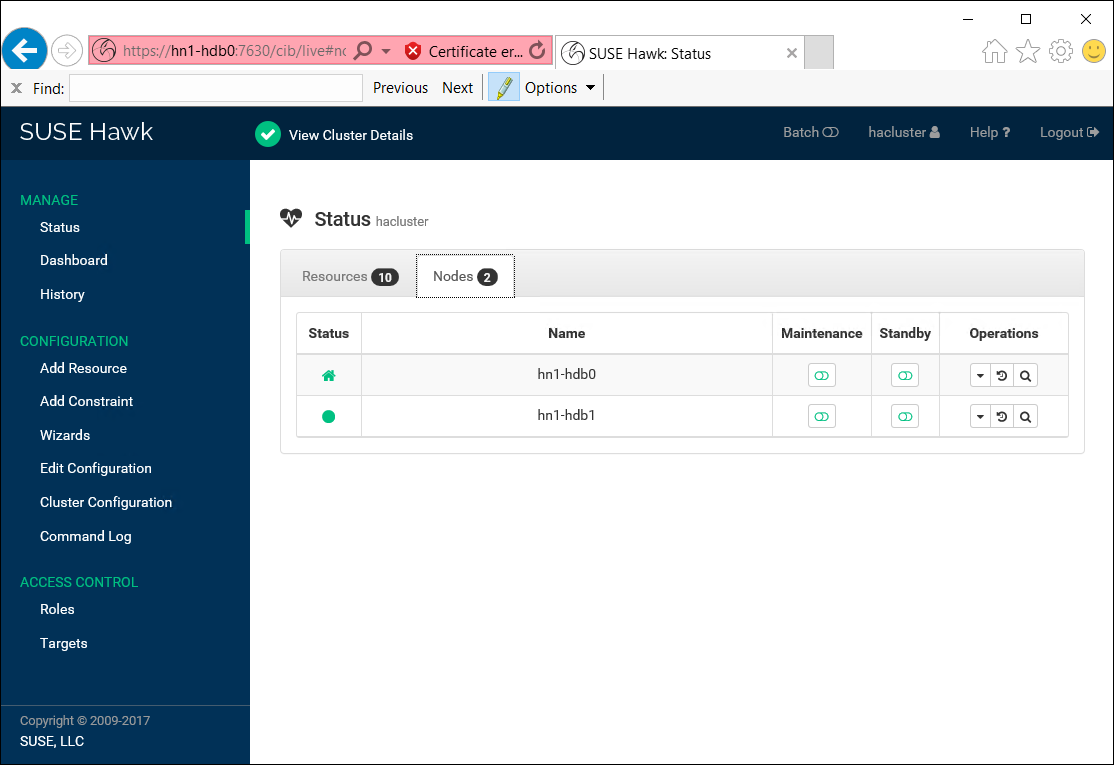 https://hn1-hdb0:7630/cib/live#no Certificate er... SUSE Hawk: Status
Find: Previous Next Options
SUSE Hawk View Cluster Details Batch hacluster Help ? Logout
MANAGE
Status
Dashboard
History
CONFIGURATION
Add Resource
Add Constraint
Wizards
Edit Configuration
Cluster Configuration
Command Log
ACCESS CONTROL
Roles
Targets
Copyright © 2009-2017
SUSE, LLC
Status hacluster
Resources 10 Nodes 2
Status Name Maintenance Standby Operations
hn1-hdb0
hn1-hdb1